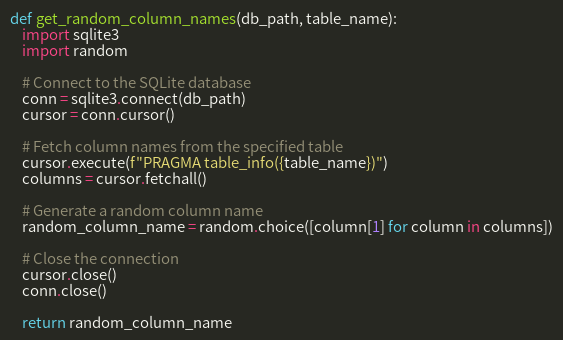 def get_random_column_names(db_path, table_name):
    import sqlite3
    import random

    # Connect to the SQLite database
    conn = sqlite3.connect(db_path)
    cursor = conn.cursor()

    # Fetch column names from the specified table
    cursor.execute(f"PRAGMA table_info({table_name})")
    columns = cursor.fetchall()

    # Generate a random column name
    random_column_name = random.choice([column[1] for column in columns])

    # Close the connection
    cursor.close()
    conn.close()

    return random_column_name